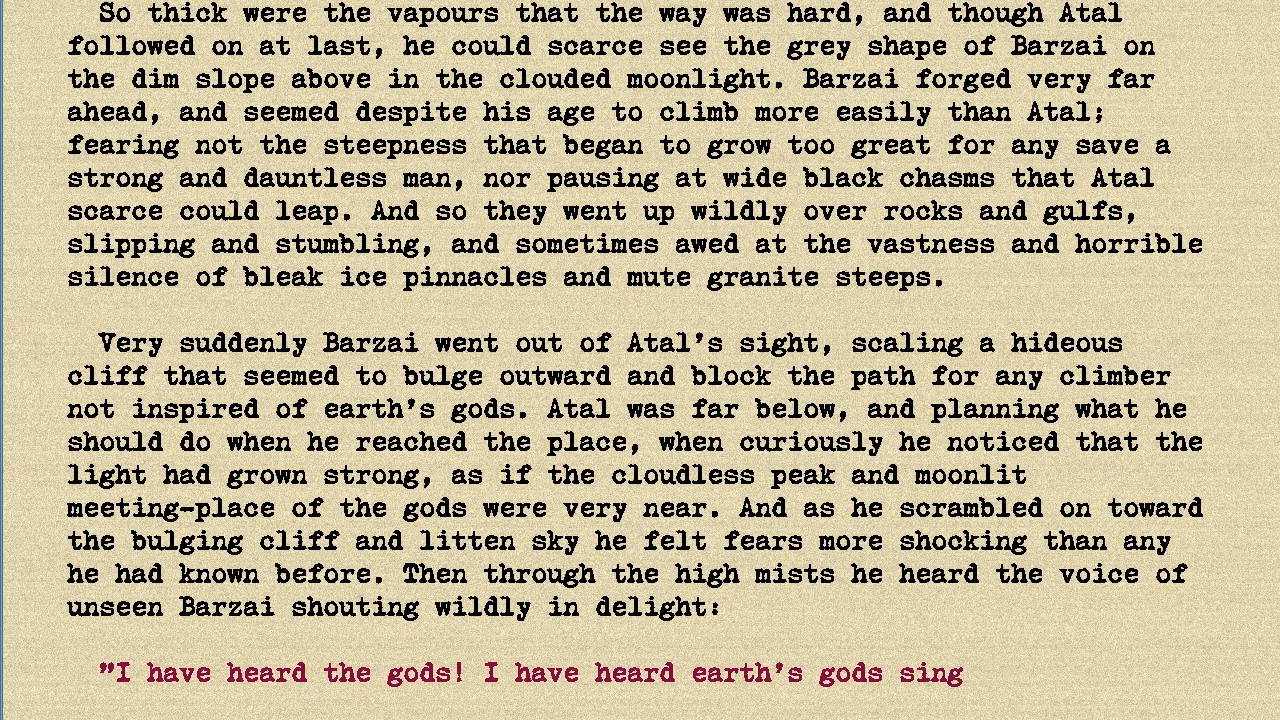 So thick were the vapours that the way was hard, and though Atal
followed on at last, he could scarce see the grey shape of Barzai on
the dim slope above in the clouded moonlight. Barzai forged very far
ahead, and seemed despite his age to climb more easily than Atal;
fearing not the steepness that began to grow too great for any save a
strong and dauntless man, nor pausing at wide black chasms that Atal
scarce could leap. And so they went up wildly over rocks and gulfs,
slipping and stumbling, and sometimes awed at the vastness and horrible
silence of bleak ice pinnacles and mute granite steeps.
Very suddenly Barzai went out of Atal’s sight, scaling a hideous
cliff that seemed to bulge outward and block the path for any climber
not inspired of earth’s gods. Atal was far below, and planning what he
should do when he reached the place, when curiously he noticed that the
light had grown strong, as if the cloudless peak and moonlit
meeting-place of the gods were very near. And as he scrambled on toward
the bulging cliff and litten sky he felt fears more shocking than any
he had known before. Then through the high mists he heard the voice of
unseen Barzai shouting wildly in delight:
”I have heard the gods! I have heard earth’s gods sing